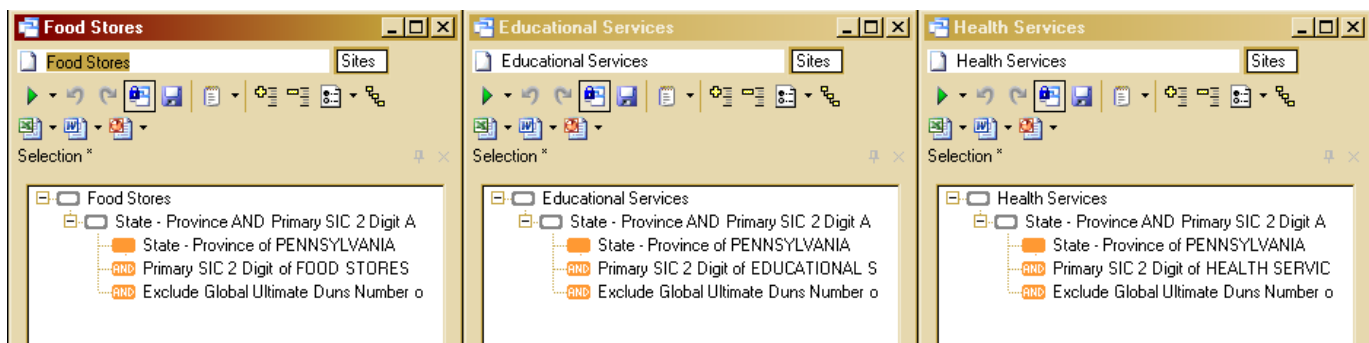 Food Stores
Food Stores Sites
Selection *
Food Stores
State - Province AND Primary SIC 2 Digit A
State - Province of PENNSYLVANIA
AND Primary SIC 2 Digit of FOOD STORES
AND Exclude Global Ultimate Duns Number o
Educational Services
Educational Services Sites
Selection *
Educational Services
State - Province AND Primary SIC 2 Digit A
State - Province of PENNSYLVANIA
AND Primary SIC 2 Digit of EDUCATIONAL S
AND Exclude Global Ultimate Duns Number o
Health Services
Health Services Sites
Selection *
Health Services
State - Province AND Primary SIC 2 Digit A
State - Province of PENNSYLVANIA
AND Primary SIC 2 Digit of HEALTH SERVIC
AND Exclude Global Ultimate Duns Number o